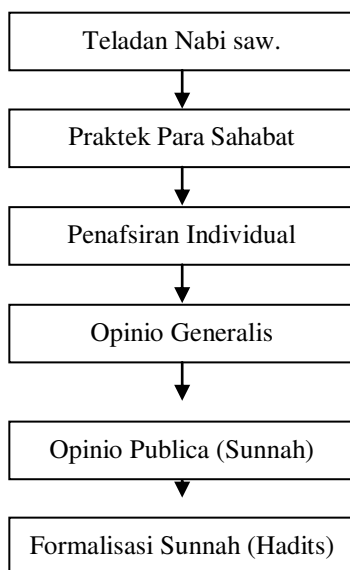 Teladan Nabi saw.
Praktek Para Sahabat
Penafsiran Individual
Opinio Generalis
Opinio Publica (Sunnah)
Formalisasi Sunnah (Hadits)